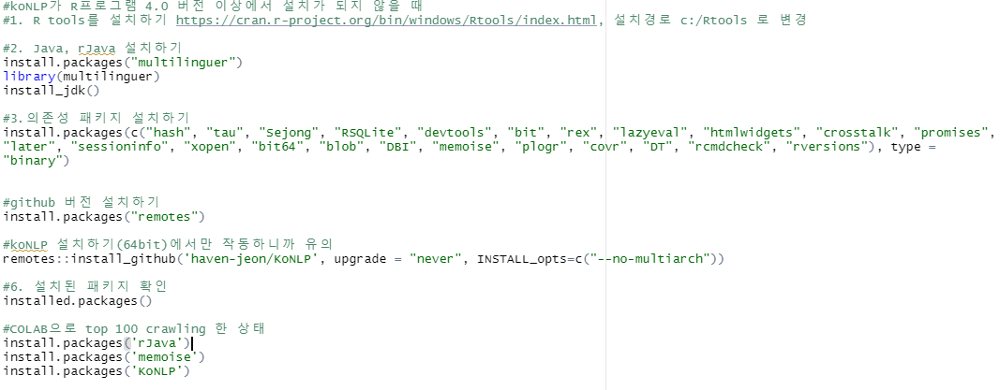 #koNLP가 R프로그램 4.0 버전 이상에서 설치가 되지 않을 때
#1. R tools를 설치하기 https://cran.r-project.org/bin/windows/Rtools/index.html, 설치경로 c:/Rtools 로 변경
#2. Java, rJava 설치하기
install.packages("multilinguer")
library(multilinguer)
install_jdk()
#3.의존성 패키지 설치하기
install.packages(c("hash", "tau", "Sejong", "RSQLite", "devtools", "bit", "rex", "lazyeval", "htmlwidgets", "crosstalk", "promises",
"later", "sessioninfo", "xopen", "bit64", "blob", "DBI", "memoise", "plogr", "covr", "DT", "rcmdcheck", "rversions"), type =
"binary")
#github 버전 설치하기
install.packages("remotes")
#koNLP 설치하기(64bit)에서만 작동하니까 유의
remotes::install_github('haven-jeon/KoNLP', upgrade = "never", INSTALL_opts=c("--no-multiarch"))
#6. 설치된 패키지 확인
installed.packages()
#COLAB으로 top 100 crawling 한 상태
install.packages('rJava')
install.packages('memoise')
install.packages('KoNLP')